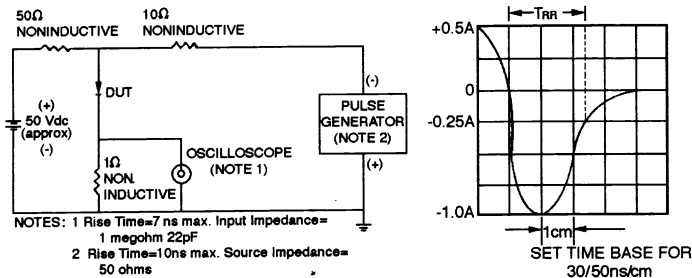 50Ω
NONINDUCTIVE
10Ω
NONINDUCTIVE
DUT
(+)
50 Vdc
(approx)
(-)
1Ω
NON.
INDUCTIVE
OSCILLOSCOPE
(NOTE 1)
(-)
PULSE
GENERATOR
(NOTE 2)
(+)
NOTES: 1 Rise Time=7 ns max. Input Impedance=
1 megohm 22pF
2 Rise Time=10ns max. Source Impedance=
50 ohms
TRR
+0.5A
0
-0.25A
-1.0A
1cm
SET TIME BASE FOR
30/50ns/cm